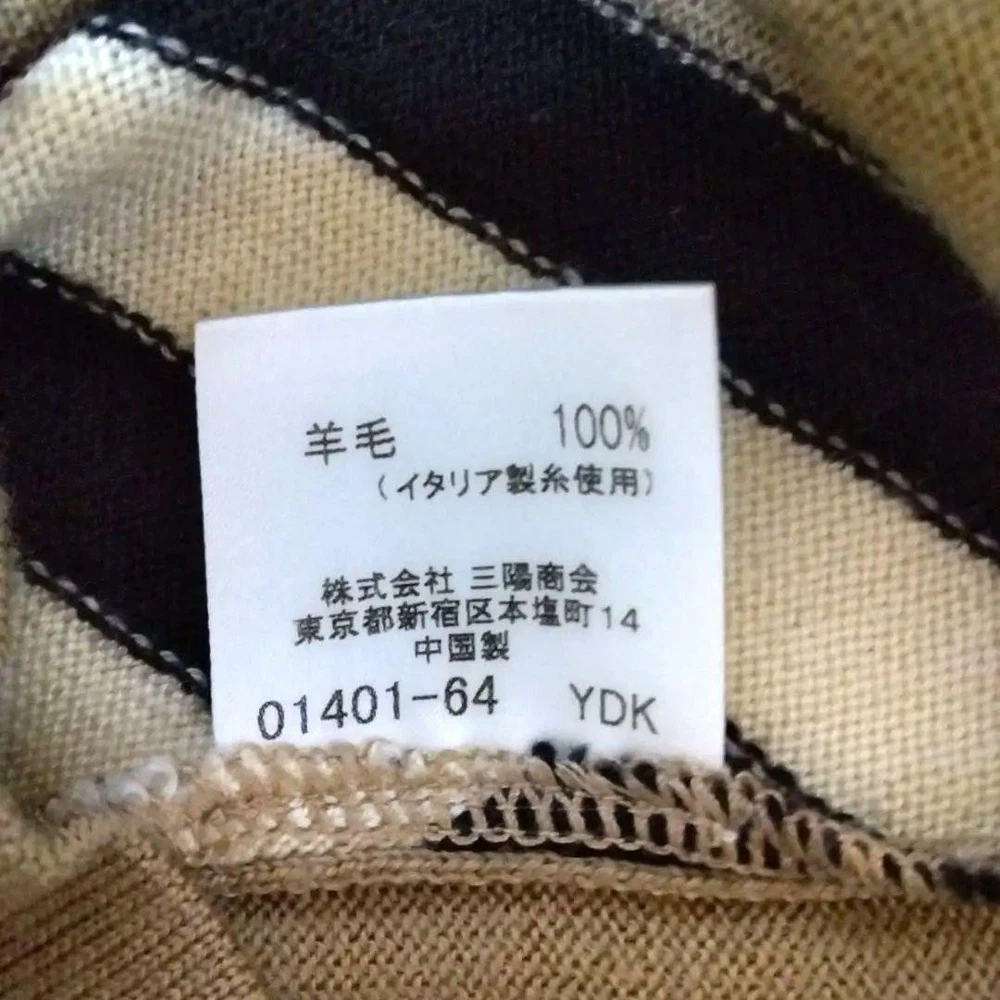 羊毛 100%
(イタリア製糸使用)
株式会社 三陽商会
東京都新宿区本塩町14
中国製
01401-64 YDK